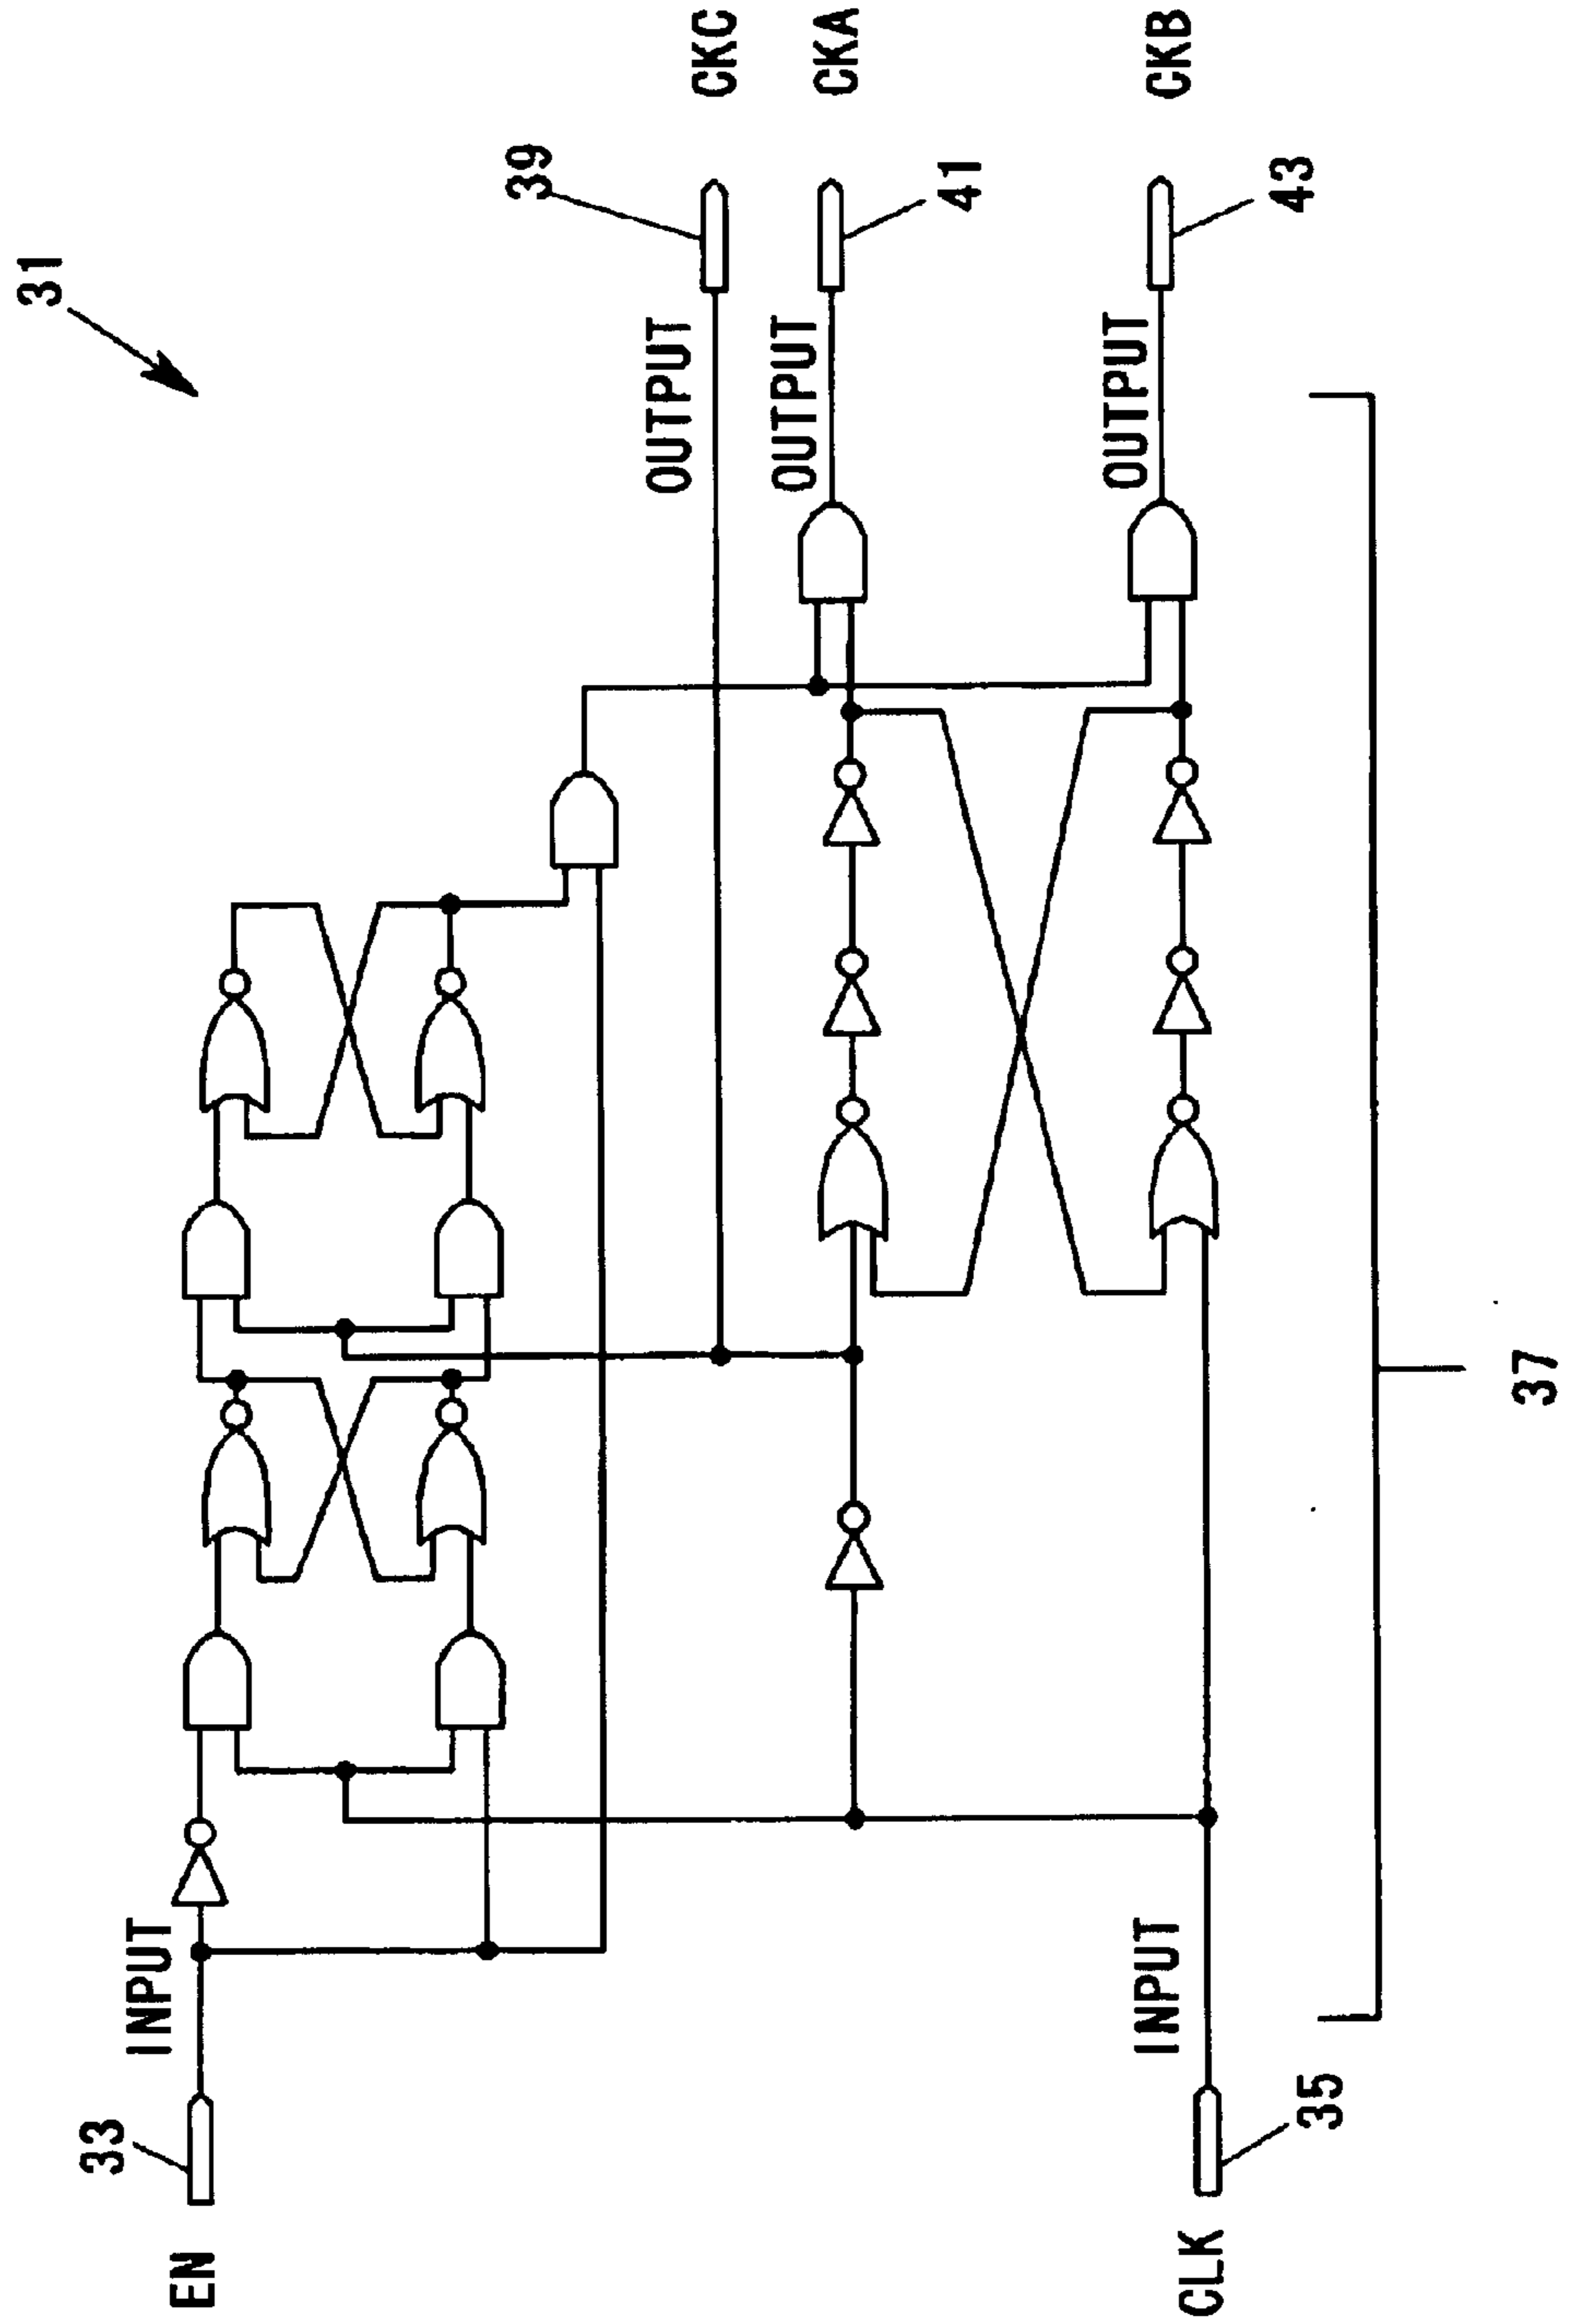 31
EN
33
INPUT
CLK
35
INPUT
37
OUTPUT
39
CKC
OUTPUT
41
CKA
OUTPUT
43
CKB